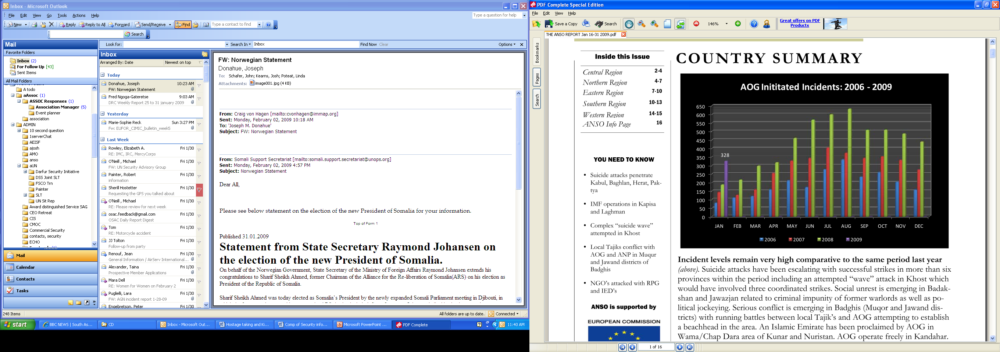 Inbox - Microsoft Outlook
File Edit View Go Tools Actions Help
Type a question for help
New Reply Reply to All Forward Send/Receive Find Type a contact to find
Search
Mail
Favorite Folders
Inbox (2)
For Follow Up [43]
Sent Items
All Mail Folders
A todo
aAssoc (1)
ASSOC Responses (1)
Association Manager (5)
Event planner
association
ADMIN
10 second question
1serverChat
AEISF
ajosh
AMO
anso
aUN
Darfur Security Initiative
DSS Joint SLT
FSCO Trn
Painter
SLT
UN Sit Rep
Award distinguished Service SAG
CEO Retreat
CIS
CMOC
Commercial Security
contacts, security
ECHO
Mail
Calendar
Contacts
Tasks
248 Items
Look for: Search In Inbox Find Now Clear Options
Inbox
Arranged By: Date Newest on top
Today
Donahue, Joseph 10:23 AM
FW: Norwegian Statement
Fred Ngoga-Gateretse 9:03 AM
DRC Weekly Report 25 to 31 january 2009
Yesterday
Marie-Sophie Reck Sun 3:27 PM
Fw: EUFOR_CIMIC_bulletin_week5
Last Week
Rowley, Elizabeth A. Fri 1/30
RE: IMC, IRC, MercyCorps
O'Neill , Michael Fri 1/30
FW: UN Security Advisory Group
Painter, Robert Fri 1/30
information
Sherill Hostetter Fri 1/30
Requesting the GPS you talked about
O'Neill , Michael Fri 1/30
RE: Please review for next week
osac.feedback@gmail.com Fri 1/30
OSAC Daily Report Digest
Tom Fri 1/30
RE: Motorcycle accident
JJ Tolton Fri 1/30
Follow-up from party
Renouf, Jean Fri 1/30
General Information / AirServ International...
Alexander, Taina Fri 1/30
Prospective Member Applications
Mara Dell Fri 1/30
RE: Women for Women on February 2
Puglielli, Lara Fri 1/30
FW: AGN incident report 1-28-09
Engebretson, Peter Fri 1/30
FW: Norwegian Statement
Donahue, Joseph
To: Schafer, John; Kearns, Josh; Poteat, Linda
Attachments: image001.jpg (4 KB)
From: Craig von Hagen [mailto:cvonhagen@immap.org]
Sent: Monday, February 02, 2009 10:18 AM
To: 'Joseph M. Donahue'
Subject: FW: Norwegian Statement
From: Somali Support Secretariat [mailto:somali.support.secretariat@unops.org]
Sent: Monday, February 02, 2009 4:57 PM
Subject: Norwegian Statement
Dear All,
Please see below statement on the election of the new President of Somalia for your information.
Top of Form 1
Published 31.01.2009
Statement from State Secretary Raymond Johansen on
the election of the new President of Somalia.
On behalf of the Norwegian Government, State Secretary of the Ministry of Foreign Affairs Raymond Johansen extends his
congratulations to Sharif Sheikh Ahmed, former Chairman of the Alliance for the Re-liberation of Somalia(ARS) on his election as
President of the Republic of Somalia.
Sharif Sheikh Ahmed was today elected as Somalia's President by the newly expanded Somali Parliament meeting in Djibouti, in
All folders are up to date. Connected
start BBC NEWS | South As... CD Inbox - Microsoft Out... Hostage taking and Ki... Comp of Security info... Microsoft PowerPoint ... PDF Complete 11:40 AM
PDF Complete Special Edition
File Edit View Help
Save a Copy Search 146% Great offers on PDF
Products
THE ANSO REPORT Jan 16-31 2009.pdf
Bookmarks
Pages
Search
Inside this Issue
Central Region 2-4
Northern Region 4-7
Eastern Region 7-10
Southern Region 10-13
Western Region 14-15
ANSO Info Page 16
YOU NEED TO KNOW
• Suicide attacks penetrate
Kabul, Baghlan, Herat, Pak-
tya
• IMF operations in Kapisa
and Laghman
• Complex “suicide wave”
attempted in Khost
• Local Tajiks conflict with
AOG and ANP in Muqur
and Jawand districts of
Badghis
• NGO’s attacked with RPG
and IED’s
ANSO is supported by
EUROPEAN COMMISSION
COUNTRY SUMMARY
AOG Inititated Incidents: 2006 - 2009
650
600
550
500
450
400
350
300
250
200
150
100
50
0
328
JAN FEB MAR APR MAY JUN JUL AUG SEP OCT NOV DEC
2006 2007 2008 2009
Incident levels remain very high comparative to the same period last year
(above). Suicide attacks have been escalating with successful strikes in more than six
provinces within the period including an attempted “wave” attack in Khost which
would have involved three coordinated strikes. Social unrest is emerging in Badak-
shan and Jawazjan related to criminal impunity of former warlords as well as po-
litical jockeying. Serious conflict is emerging in Badghis (Muqor and Jawand dis-
tricts) with running battles between local Tajik’s and AOG attempting to establish
a beachhead in the area. An Islamic Emirate has been proclaimed by AOG in
Wama/Chap Dara area of Kunar and Nuristan. AOG operate freely in Kandahar.
1 of 16